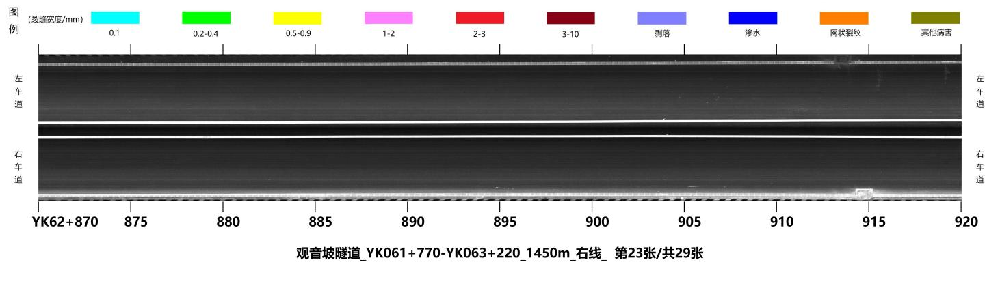 图例
(裂缝宽度/mm)
0.1 0.2-0.4 0.5-0.9 1-2 2-3 3-10 剥落 渗水 网状裂纹 其他病害
左车道
左车道
右车道
右车道
YK62+870 875 880 885 890 895 900 905 910 915 920
观音坡隧道_YK061+770-YK063+220_1450m_右线_ 第23张/共29张